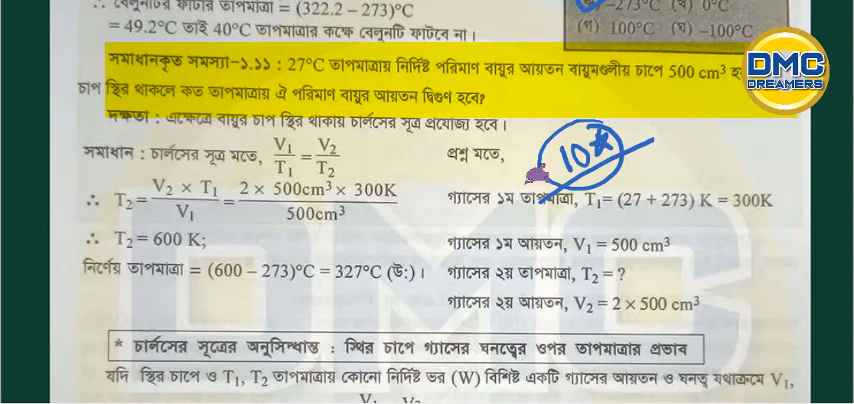 ∴ বেলুনটির ফাটার তাপমাত্রা = (322.2 – 273)°C
= 49.2°C তাই 40°C তাপমাত্রার কক্ষে বেলুনটি ফাটবে না।
–273°C (খ) 0°C
(গ) 100°C (ঘ) –100°C
DMC
DREAMERS
সমাধানকৃত সমস্যা-১.১১ : 27°C তাপমাত্রায় নির্দিষ্ট পরিমাণ বায়ুর আয়তন বায়ুমণ্ডলীয় চাপে 500 cm³
চাপ স্থির থাকলে কত তাপমাত্রায় ঐ পরিমাণ বায়ুর আয়তন দ্বিগুণ হবে?
দক্ষতা : এক্ষেত্রে বায়ুর চাপ স্থির থাকায় চার্লসের সূত্র প্রযোজ্য হবে।
সমাধান : চার্লসের সূত্র মতে, V₁/T₁ = V₂/T₂ প্রশ্ন মতে,
10*
∴ T₂ = V₂ × T₁/V₁ = 2 × 500cm³ × 300K/500cm³ গ্যাসের ১ম তাপমাত্রা, T₁= (27 + 273) K = 300K
∴ T₂ = 600 K; গ্যাসের ১ম আয়তন, V₁ = 500 cm³
নির্ণেয় তাপমাত্রা = (600 – 273)°C = 327°C (উ:)। গ্যাসের ২য় তাপমাত্রা, T₂ = ?
গ্যাসের ২য় আয়তন, V₂ = 2 × 500 cm³
* চার্লসের সূত্রের অনুসিদ্ধান্ত : স্থির চাপে গ্যাসের ঘনত্বের ওপর তাপমাত্রার প্রভাব
যদি স্থির চাপে ও T₁, T₂ তাপমাত্রায় কোনো নির্দিষ্ট ভর (W) বিশিষ্ট একটি গ্যাসের আয়তন ও ঘনত্ব যথাক্রমে V₁,
V₁ V₂